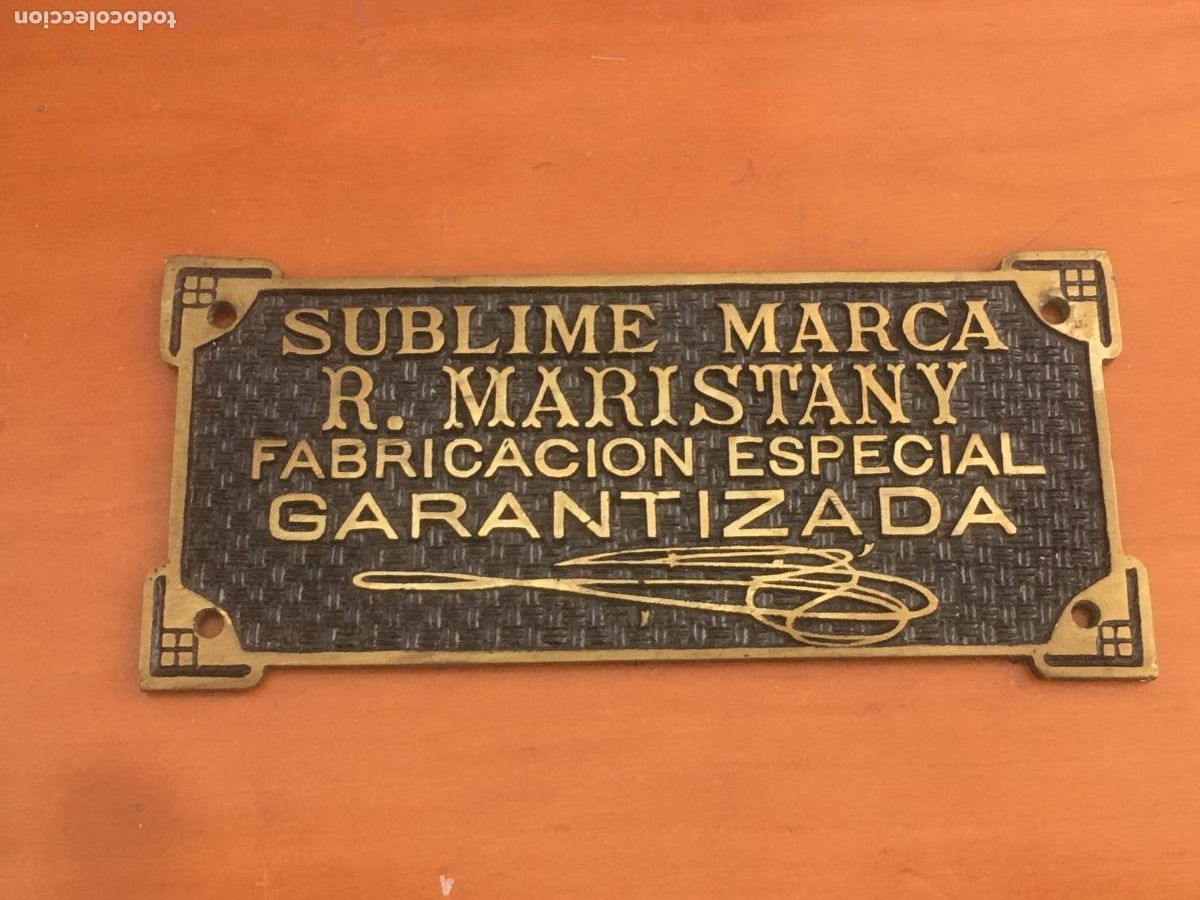 todocoleccion
SUBLIME MARCA
R. MARISTANY
FABRICACION ESPECIAL
GARANTIZADA